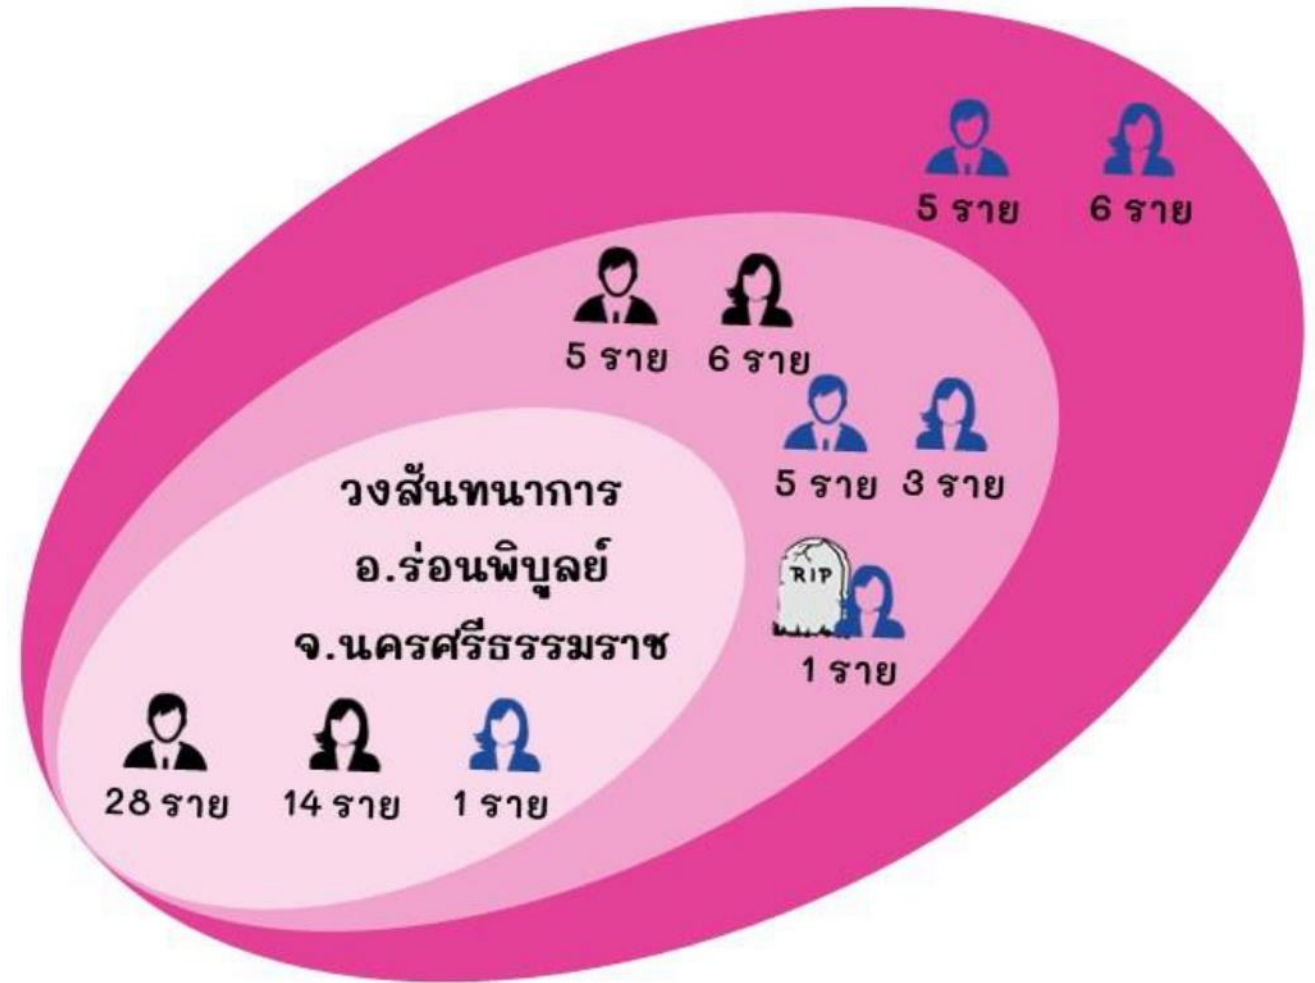 5 ราย 6 ราย
5 ราย 6 ราย
5 ราย 3 ราย
วงสันทนาการ
อ.ร่อนพิบูลย์
จ.นครศรีธรรมราช
RIP
1 ราย
28 ราย 14 ราย 1 ราย